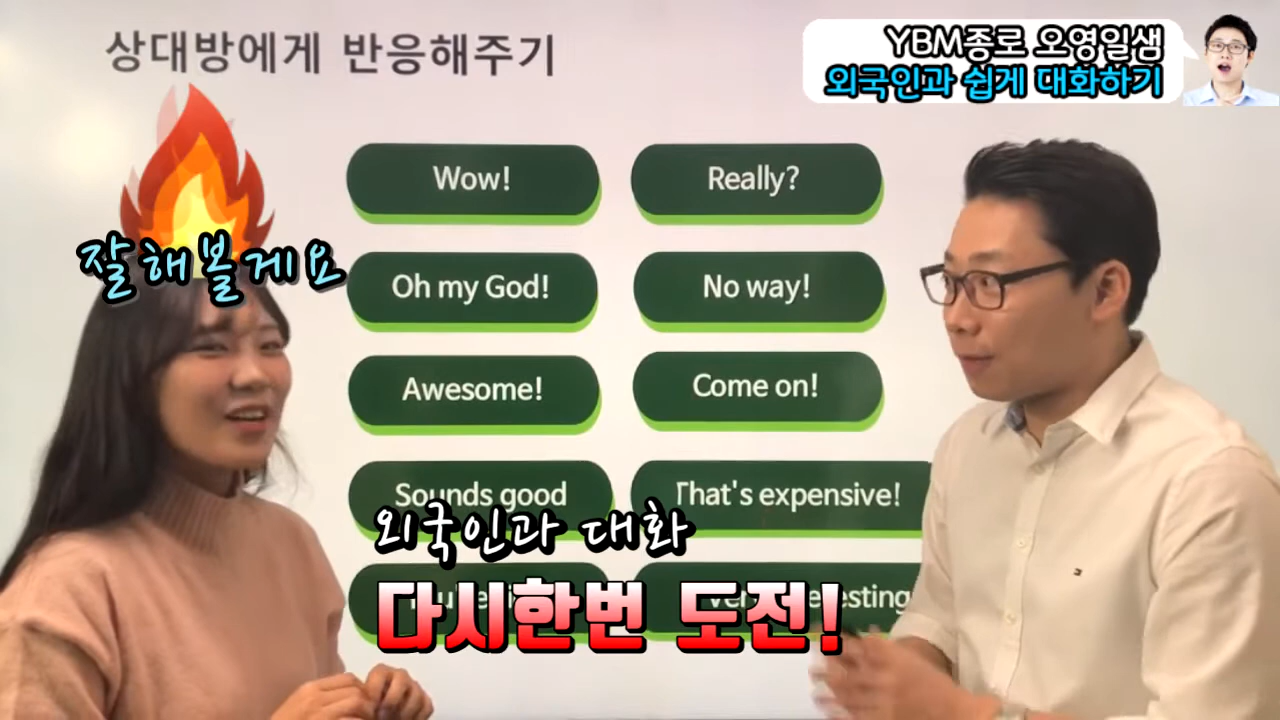 상대방에게 반응해주기
YBM종로 오영일샘
외국인과 쉽게 대화하기
Wow!
Really?
잘해볼게요
Oh my God!
No way!
Awesome!
Come on!
Sounds good
That's expensive!
외국인과 대화
다시한번 도전!